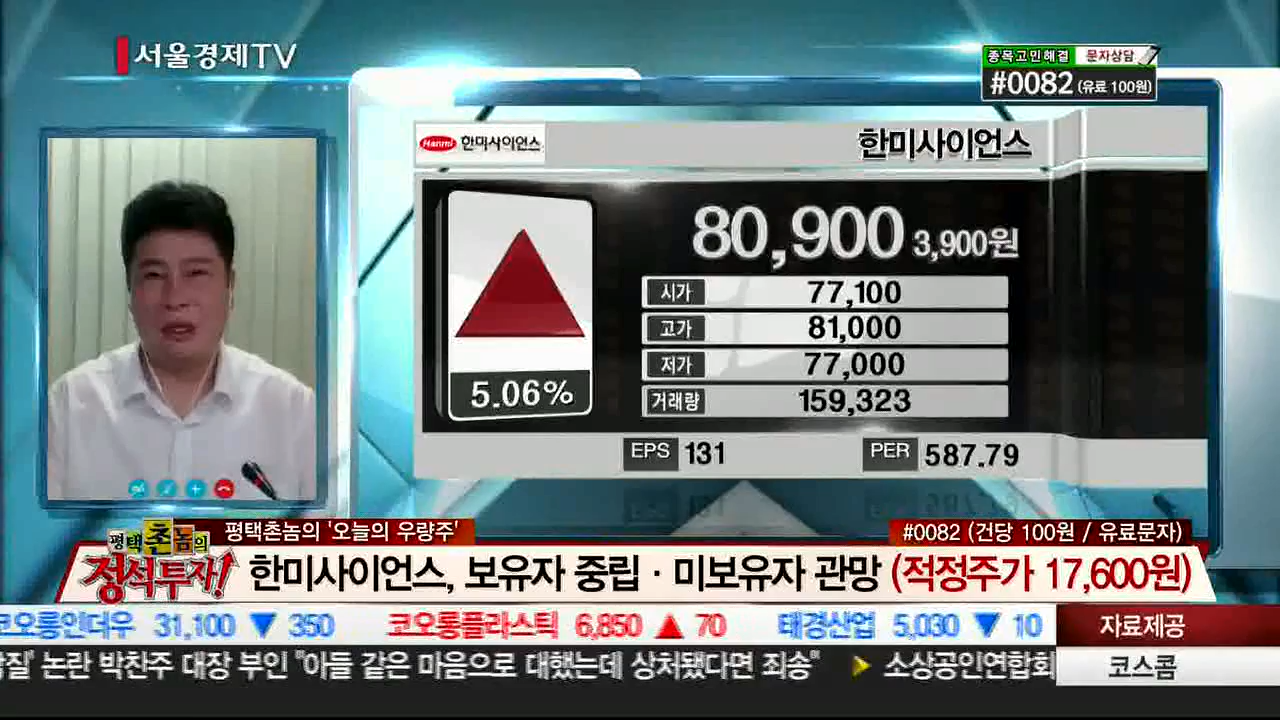 서울경제TV
종목고민해결 문자상담
#0082 (유료 100원)
Hanmi 한미사이언스
한미사이언스
80,900 3,900원
5.06%
시가 77,100
고가 81,000
저가 77,000
거래량 159,323
EPS 131
PER 587.79
평택촌놈의 정석투자!
평택촌놈의 '오늘의 우량주'
#0082 (건당 100원 / 유료문자)
한미사이언스, 보유자 중립 · 미보유자 관망 (적정주가 17,600원)
코오롱인더우 31,100 ▼ 350 코오롱플라스틱 6,850 ▲ 70 태경산업 5,030 ▼ 10
자료제공
논란 박찬주 대장 부인 "아들 같은 마음으로 대했는데 상처됐다면 죄송" ▶ 소상공인연합회
코스콤